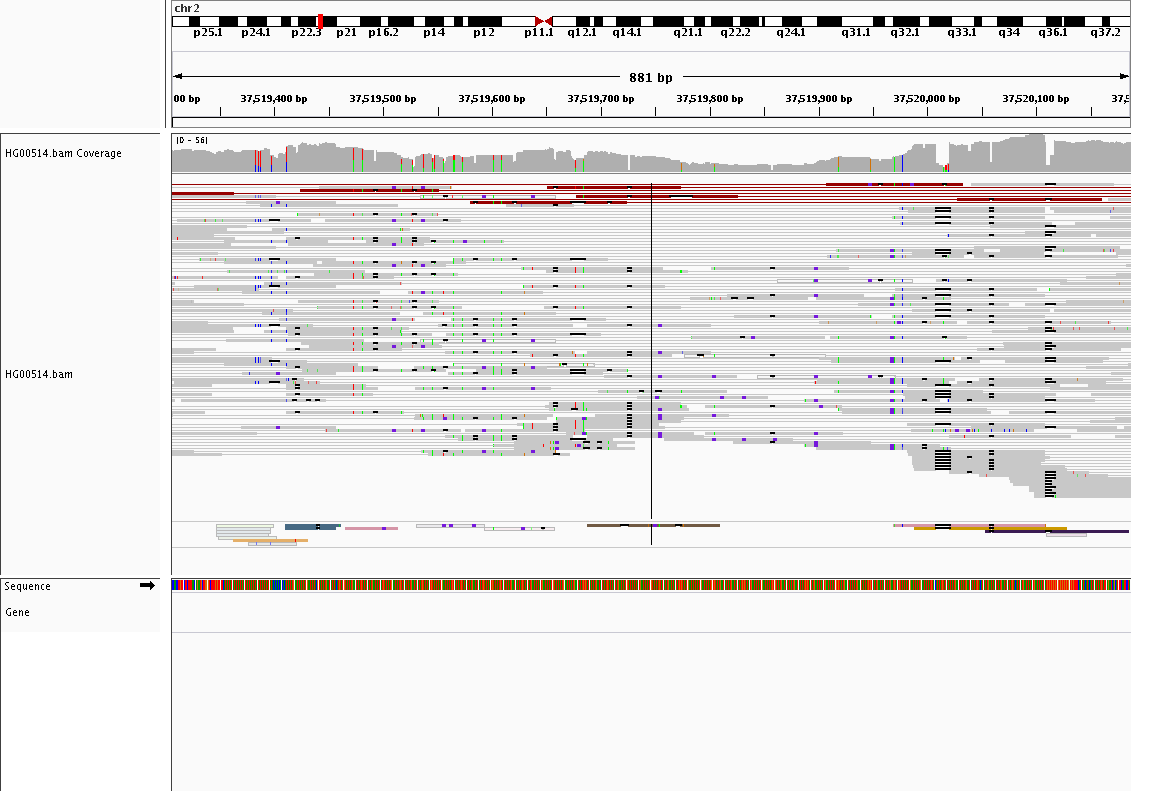 chr2
p25.1 p24.1 p22.3 p21 p16.2 p14 p12 p11.1 q12.1 q14.1 q21.1 q22.2 q24.1 q31.1 q32.1 q33.1 q34 q36.1 q37.2
881 bp
00 bp 37,519,400 bp 37,519,500 bp 37,519,600 bp 37,519,700 bp 37,519,800 bp 37,519,900 bp 37,520,000 bp 37,520,100 bp 37,5
HG00514.bam Coverage
[0 - 56]
HG00514.bam
Sequence
Gene